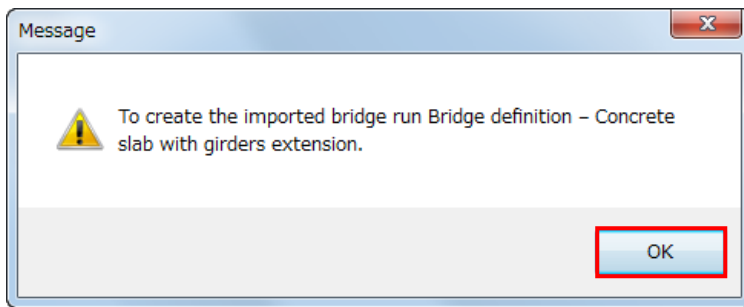 Message
To create the imported bridge run Bridge definition – Concrete
slab with girders extension.
OK